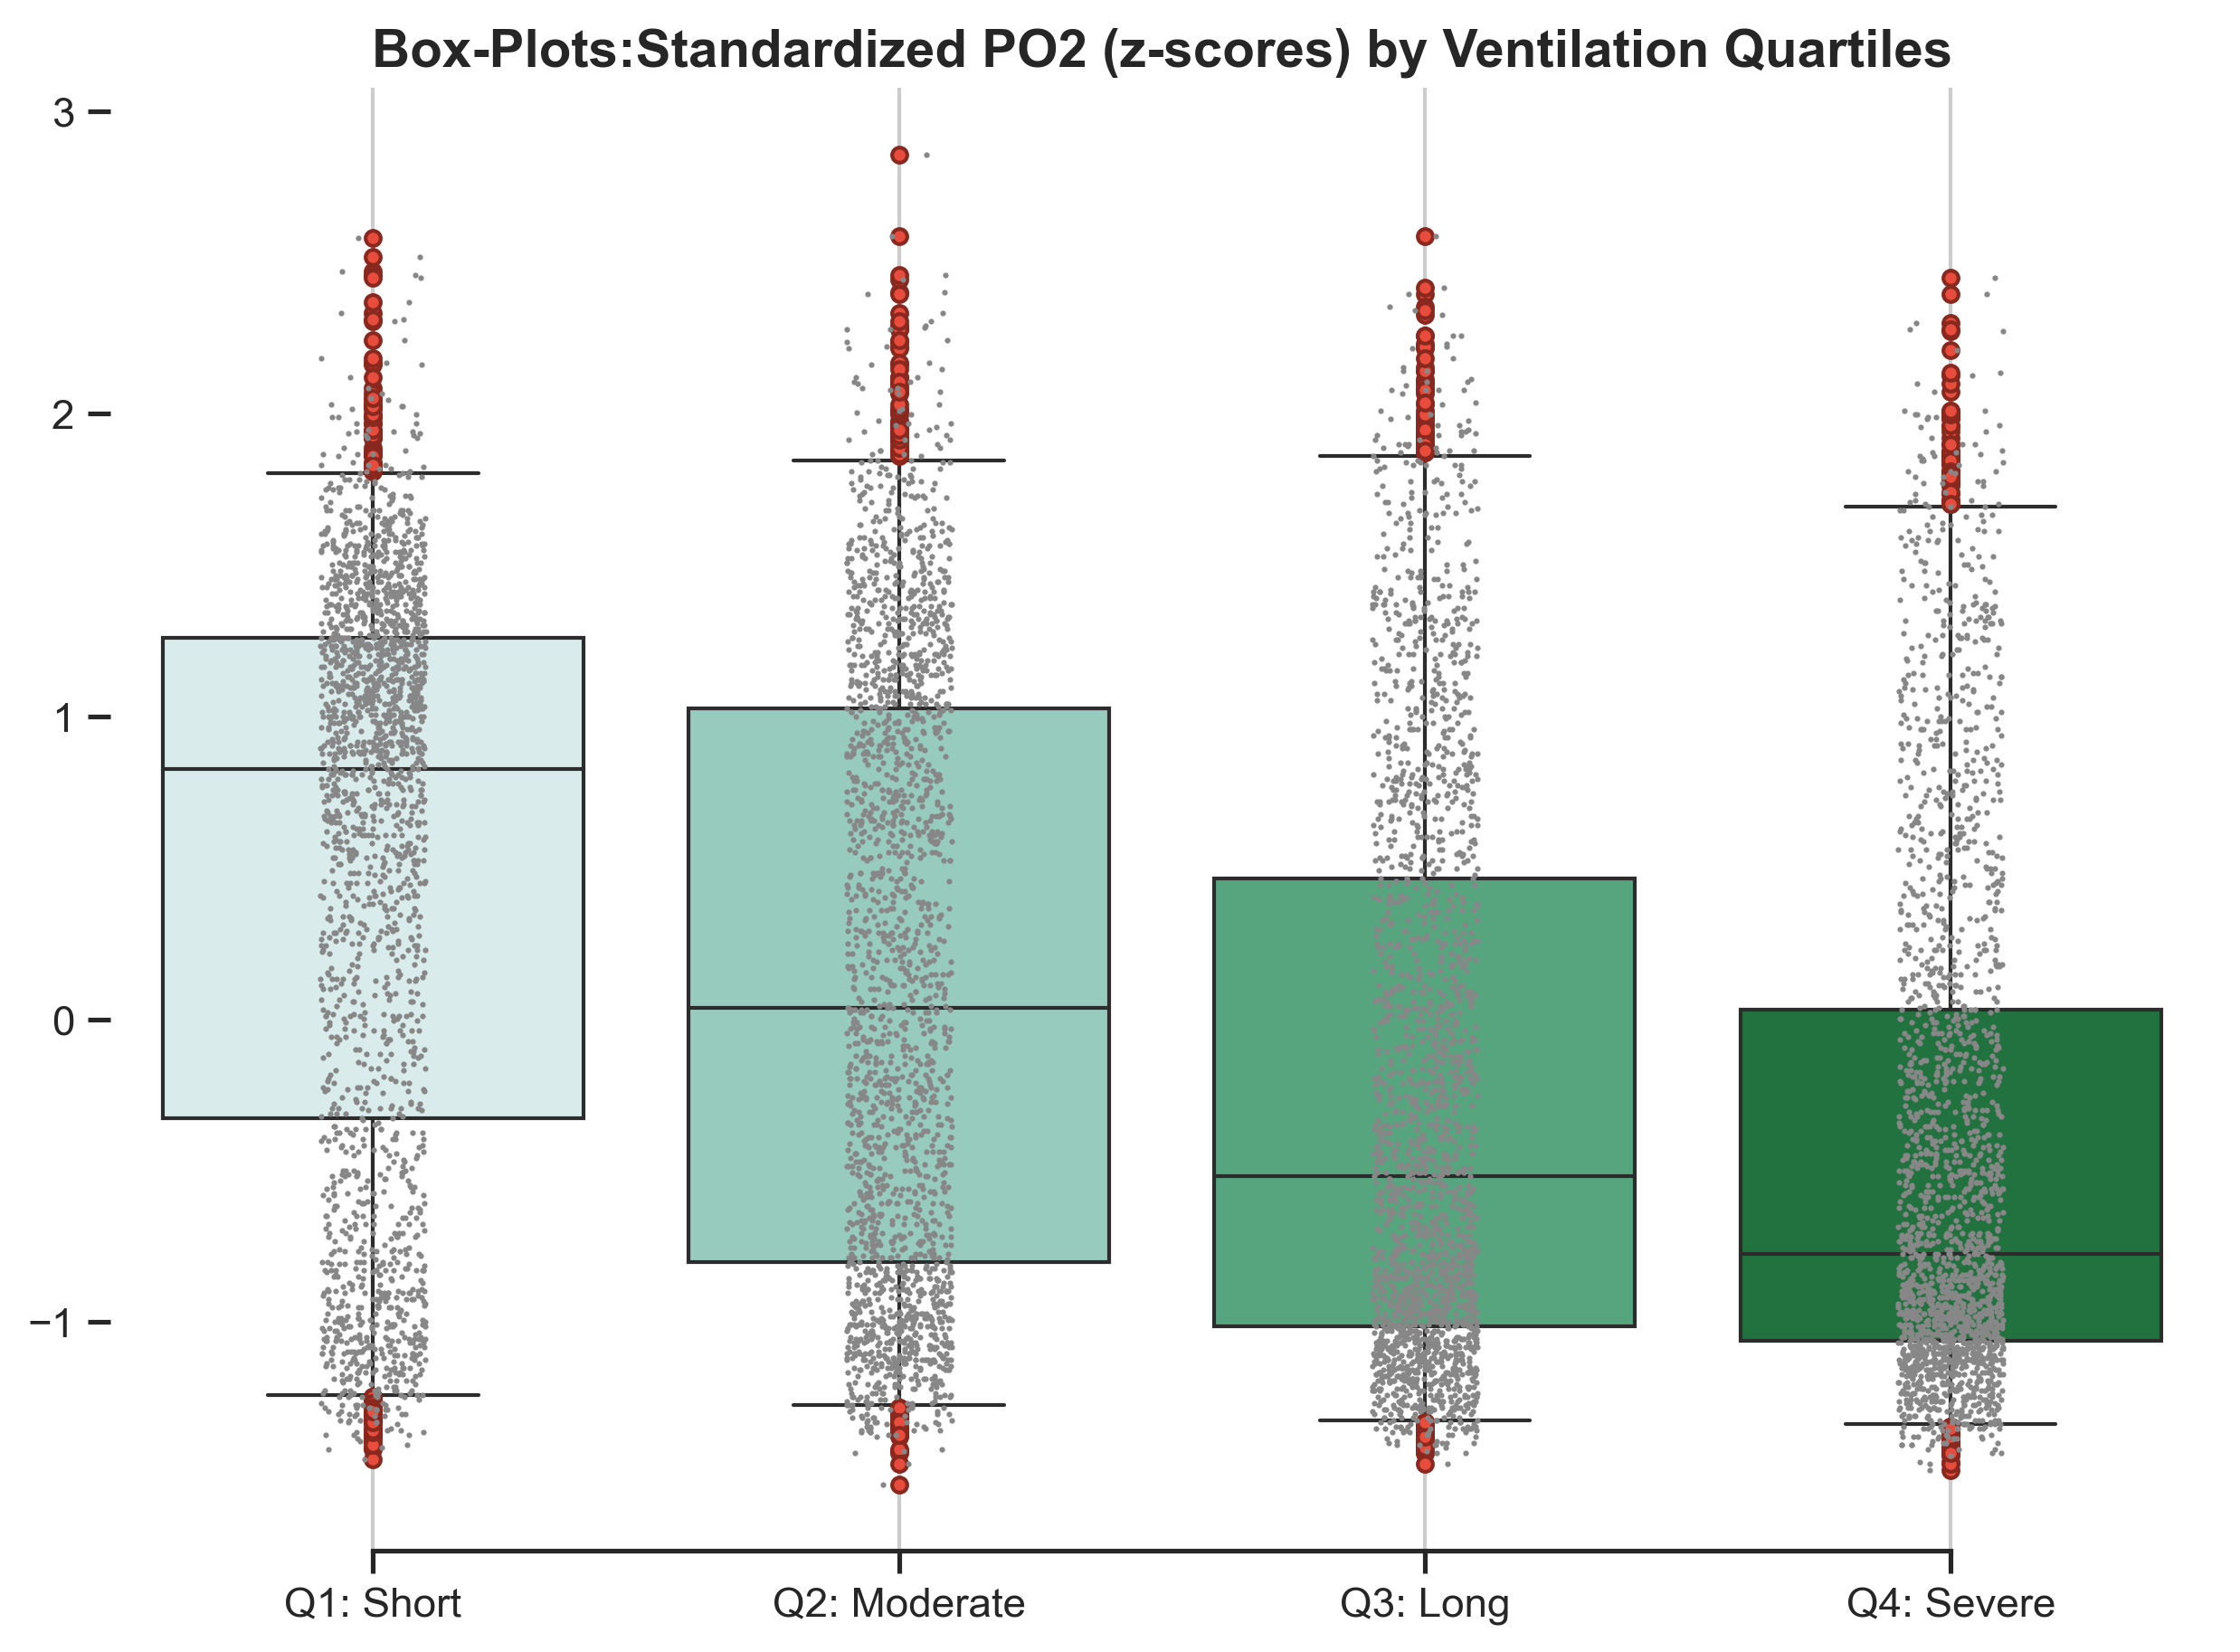 Box-Plots:Standardized PO2 (z-scores) by Ventilation Quartiles
3
2
1
0
−1
Q1: Short
Q2: Moderate
Q3: Long
Q4: Severe